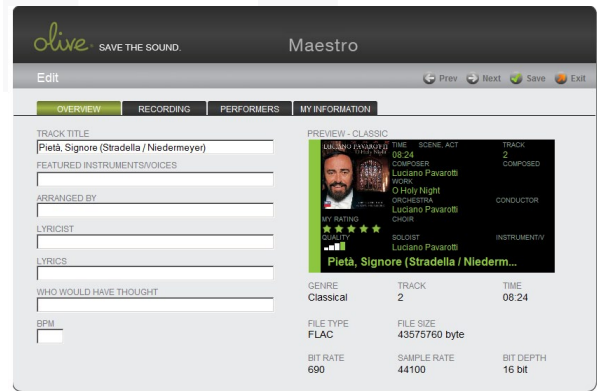 olive. SAVE THE SOUND.
Maestro
Edit
Prev Next Save Exit
OVERVIEW RECORDING PERFORMERS MY INFORMATION
TRACK TITLE
Pietà, Signore (Stradella / Niedermeyer)
FEATURED INSTRUMENTS/VOICES
ARRANGED BY
LYRICIST
LYRICS
WHO WOULD HAVE THOUGHT
BPM
PREVIEW - CLASSIC
LUCIANO PAVAROTTI
TIME SCENE, ACT TRACK
08:24 2
COMPOSER COMPOSED
Luciano Pavarotti
WORK
O Holy Night
ORCHESTRA CONDUCTOR
Luciano Pavarotti
MY RATING CHOIR
QUALITY SOLOIST INSTRUMENT/V
Luciano Pavarotti
Pietà, Signore (Stradella / Niederm...
GENRE TRACK TIME
Classical 2 08:24
FILE TYPE FILE SIZE
FLAC 43575760 byte
BIT RATE SAMPLE RATE BIT DEPTH
690 44100 16 bit